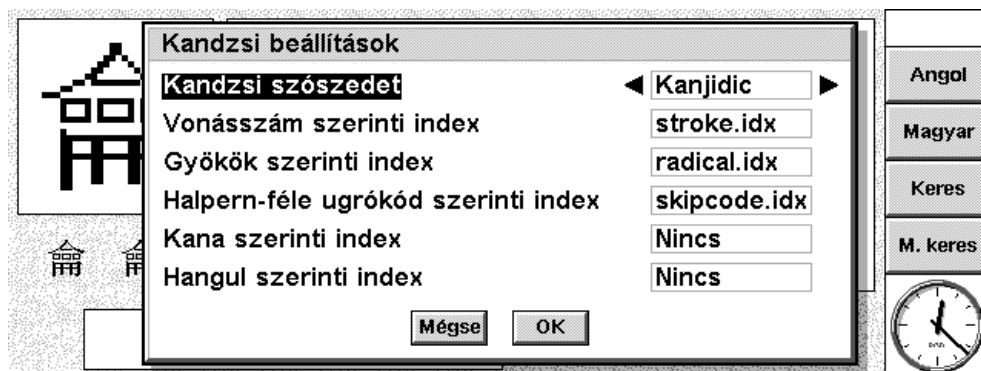 Kandzsi beállítások
Kandzsi szószedet Kanjidic
Vonásszám szerinti index stroke.idx
Gyökök szerinti index radical.idx
Halpern-féle ugrókód szerinti index skipcode.idx
Kana szerinti index Nincs
Hangul szerinti index Nincs
Mégse OK
Angol
Magyar
Keres
M. keres
龠